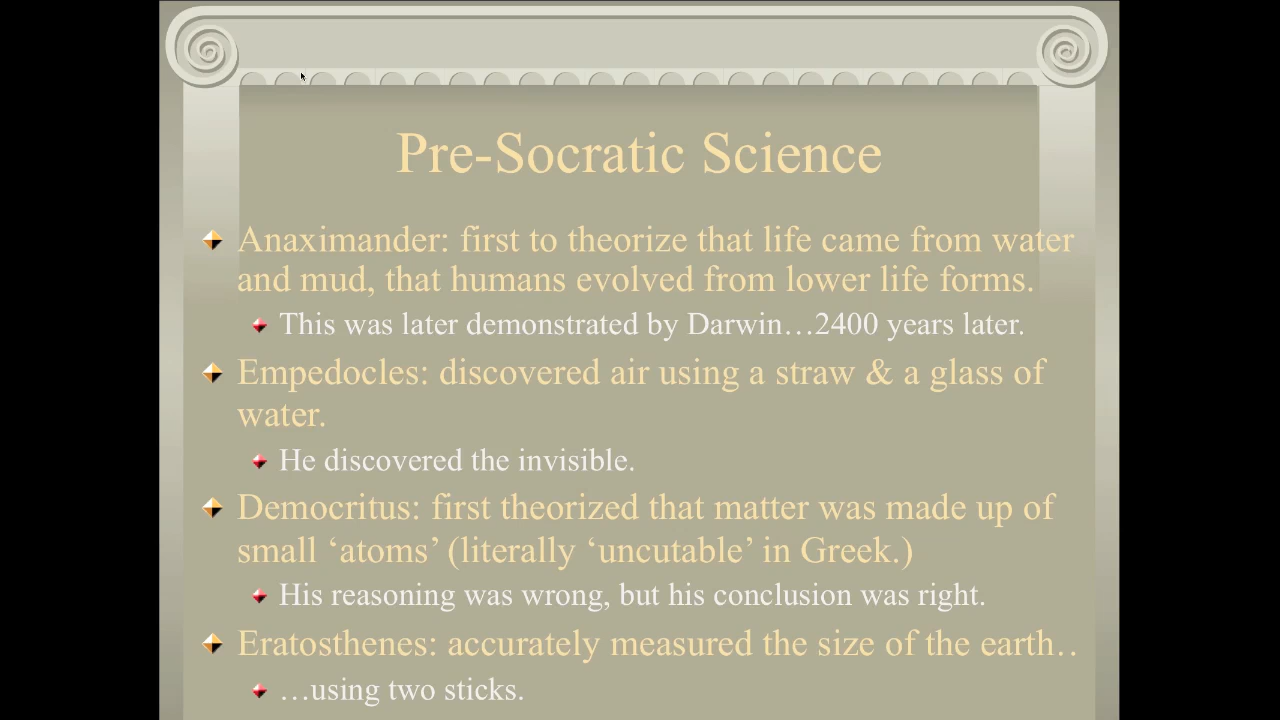 Pre-Socratic Science
Anaximander: first to theorize that life came from water
and mud, that humans evolved from lower life forms.
This was later demonstrated by Darwin…2400 years later.
Empedocles: discovered air using a straw & a glass of
water.
He discovered the invisible.
Democritus: first theorized that matter was made up of
small ‘atoms’ (literally ‘uncutable’ in Greek.)
His reasoning was wrong, but his conclusion was right.
Eratosthenes: accurately measured the size of the earth..
…using two sticks.